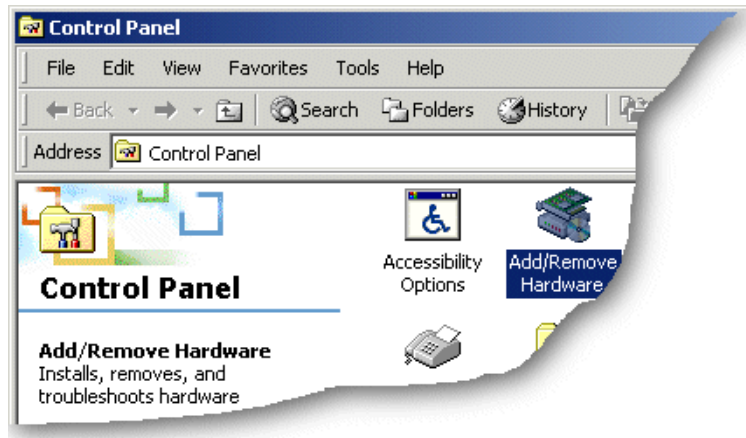 Control Panel
File Edit View Favorites Tools Help
Back Search Folders History
Address Control Panel
Accessibility Options
Add/Remove Hardware
Control Panel
Add/Remove Hardware
Installs, removes, and
troubleshoots hardware